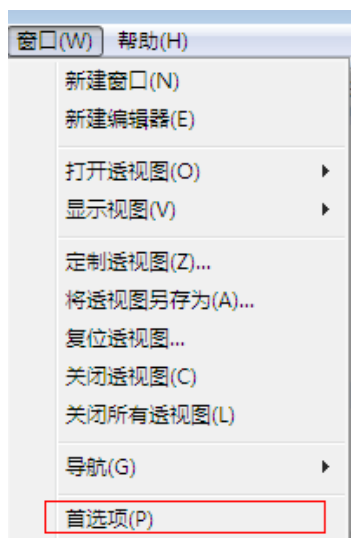 窗口(W) 帮助(H)
新建窗口(N)
新建编辑器(E)
打开透视图(O)
显示视图(V)
定制透视图(Z)...
将透视图另存为(A)...
复位透视图...
关闭透视图(C)
关闭所有透视图(L)
导航(G)
首选项(P)